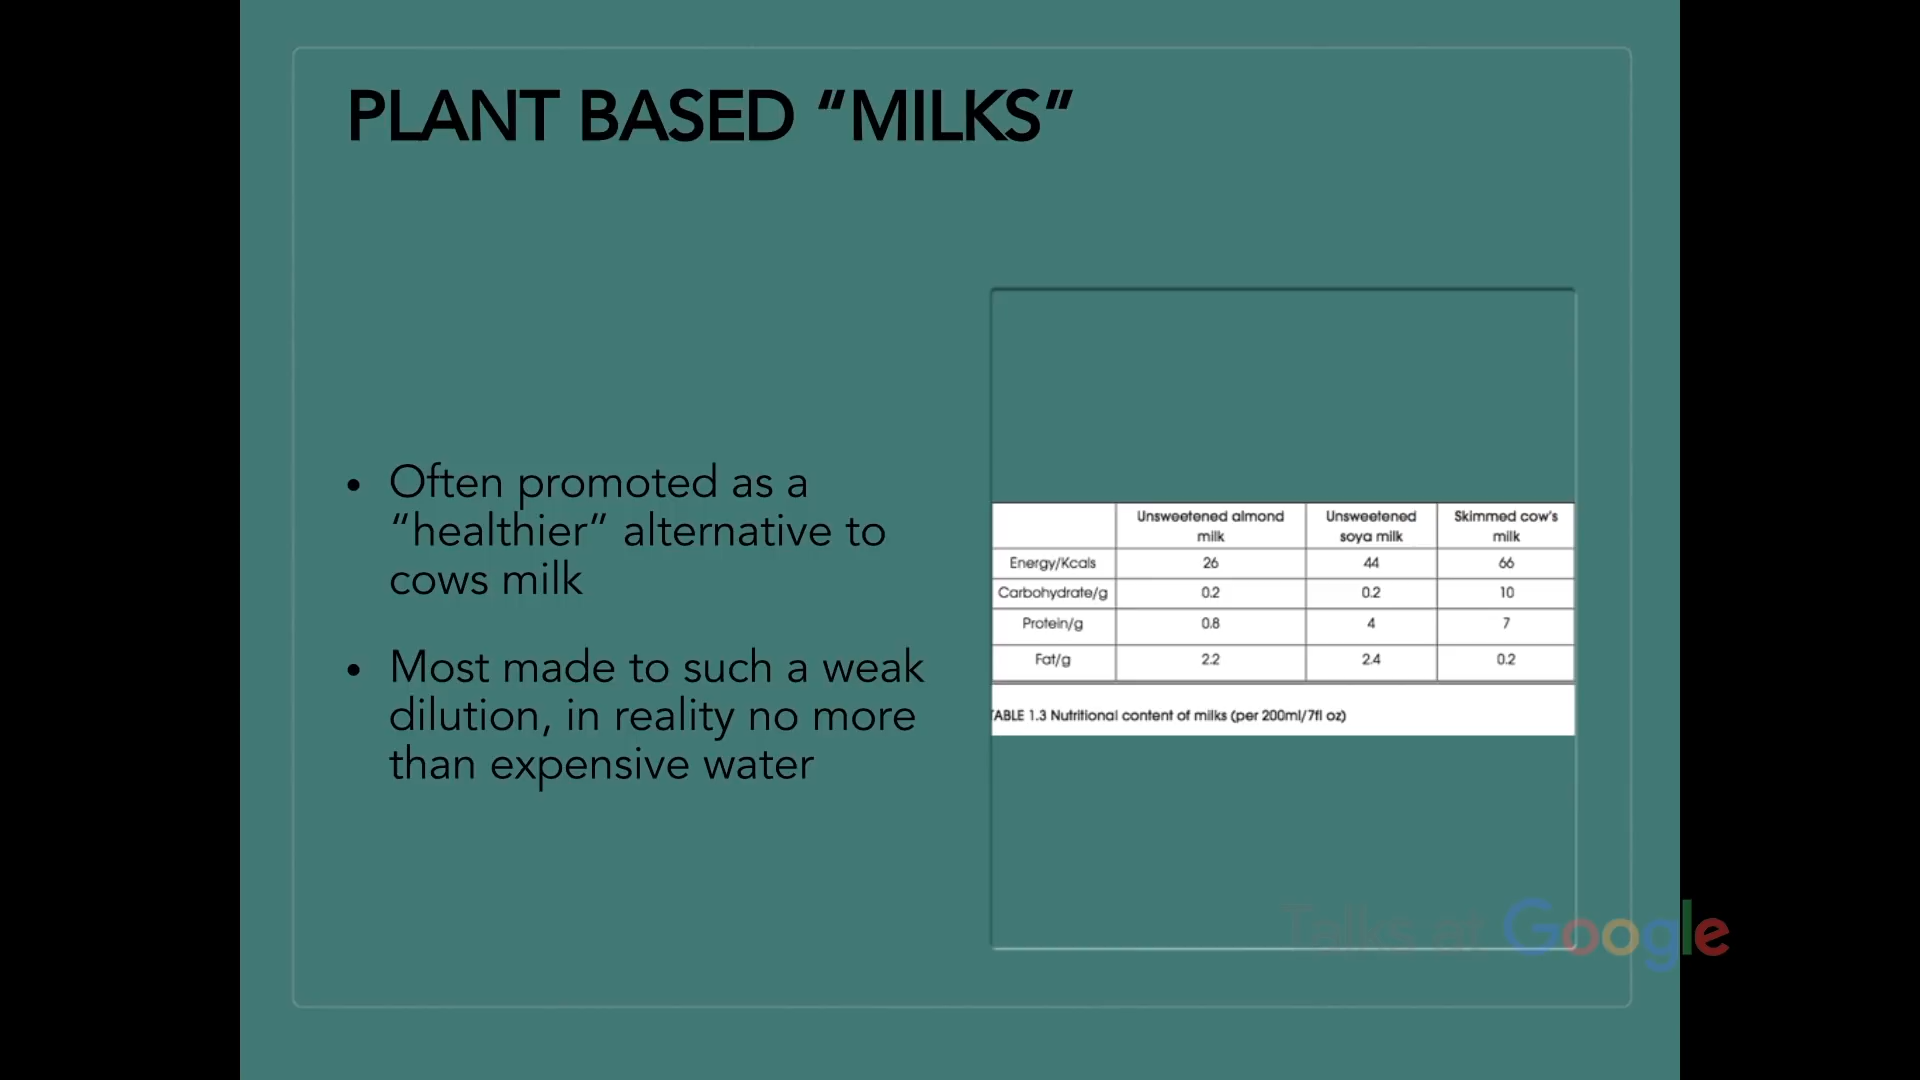 PLANT BASED “MILKS”
• Often promoted as a
“healthier” alternative to
cows milk
• Most made to such a weak
dilution, in reality no more
than expensive water
Unsweetened almond milk Unsweetened soya milk Skimmed cow's milk
Energy/Kcals 26 44 66
Carbohydrate/g 0.2 0.2 10
Protein/g 0.8 4 7
Fat/g 2.2 2.4 0.2
TABLE 1.3 Nutritional content of milks (per 200ml/7fl oz)
Talks at Google